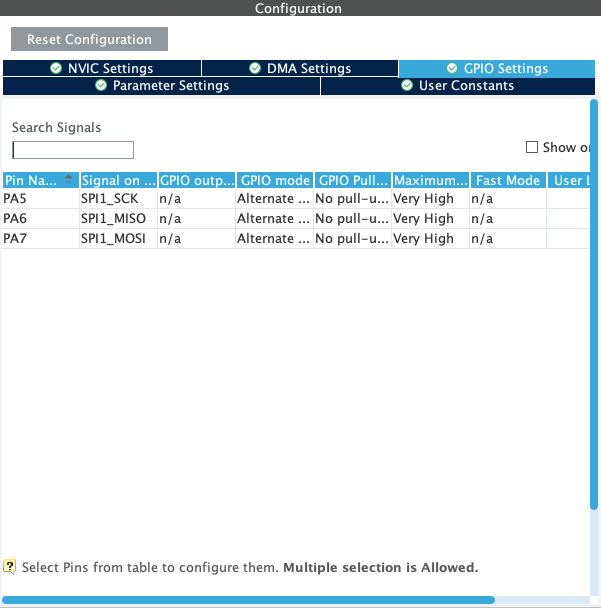 Configuration
Reset Configuration
NVIC Settings DMA Settings GPIO Settings
Parameter Settings User Constants
Search Signals
Show
Pin Na... Signal on ... GPIO outp... GPIO mode GPIO Pull... Maximum... Fast Mode User
PA5 SPI1_SCK n/a Alternate ... No pull-u... Very High n/a
PA6 SPI1_MISO n/a Alternate ... No pull-u... Very High n/a
PA7 SPI1_MOSI n/a Alternate ... No pull-u... Very High n/a
? Select Pins from table to configure them. Multiple selection is Allowed.